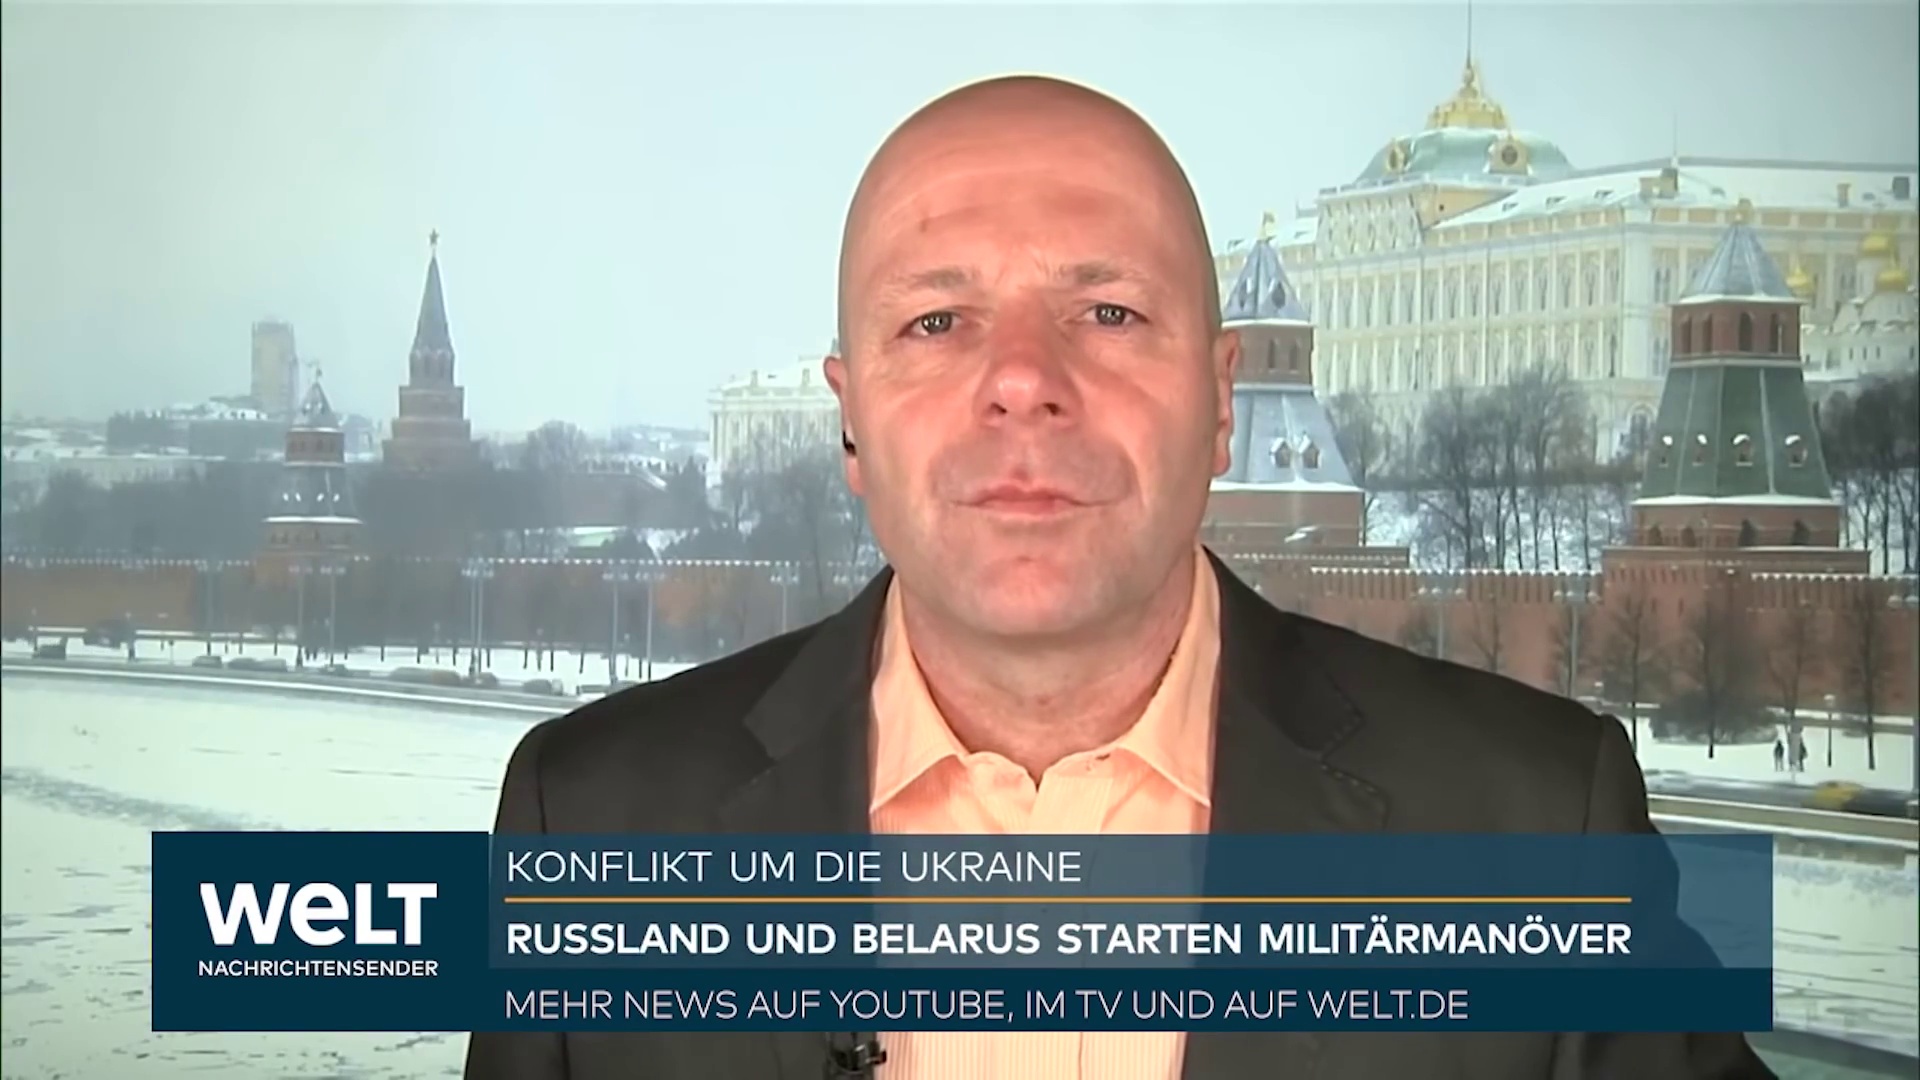 WELT
NACHRICHTENSENDER
KONFLIKT UM DIE UKRAINE
RUSSLAND UND BELARUS STARTEN MILITÄRMANÖVER
MEHR NEWS AUF YOUTUBE, IM TV UND AUF WELT.DE